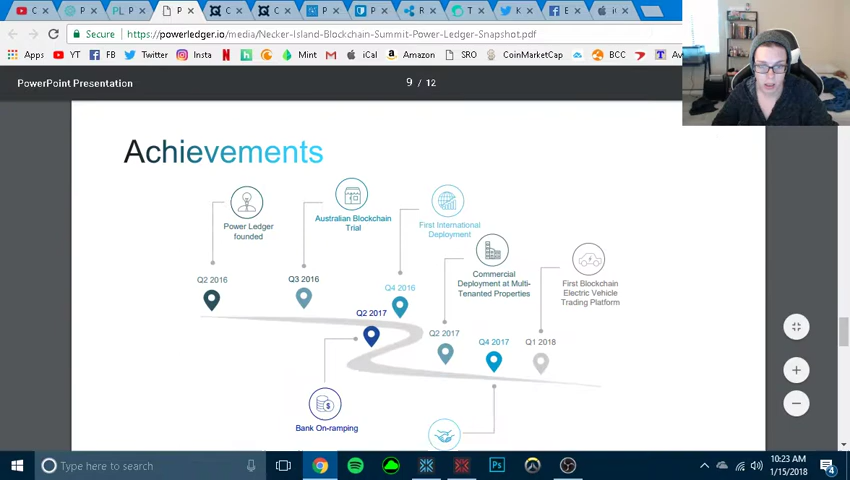 C
P
PL P
P
C
C
P
P
R
T
K
E
iC
Secure
https://powerledger.io/media/Necker-Island-Blockchain-Summit-Power-Ledger-Snapshot.pdf
Apps
YT
FB
Twitter
Insta
Mint
iCal
Amazon
SRO
CoinMarketCap
BCC
T
PowerPoint Presentation
9 / 12
Achievements
Power Ledger
founded
Australian Blockchain
Trial
First International
Deployment
Commercial
Deployment at Multi-
Tenanted Properties
First Blockchain
Electric Vehicle
Trading Platform
Q2 2016
Q3 2016
Q4 2016
Q2 2017
Q2 2017
Q4 2017
Q1 2018
Bank On-ramping
Type here to search
10:23 AM
1/15/2018
4